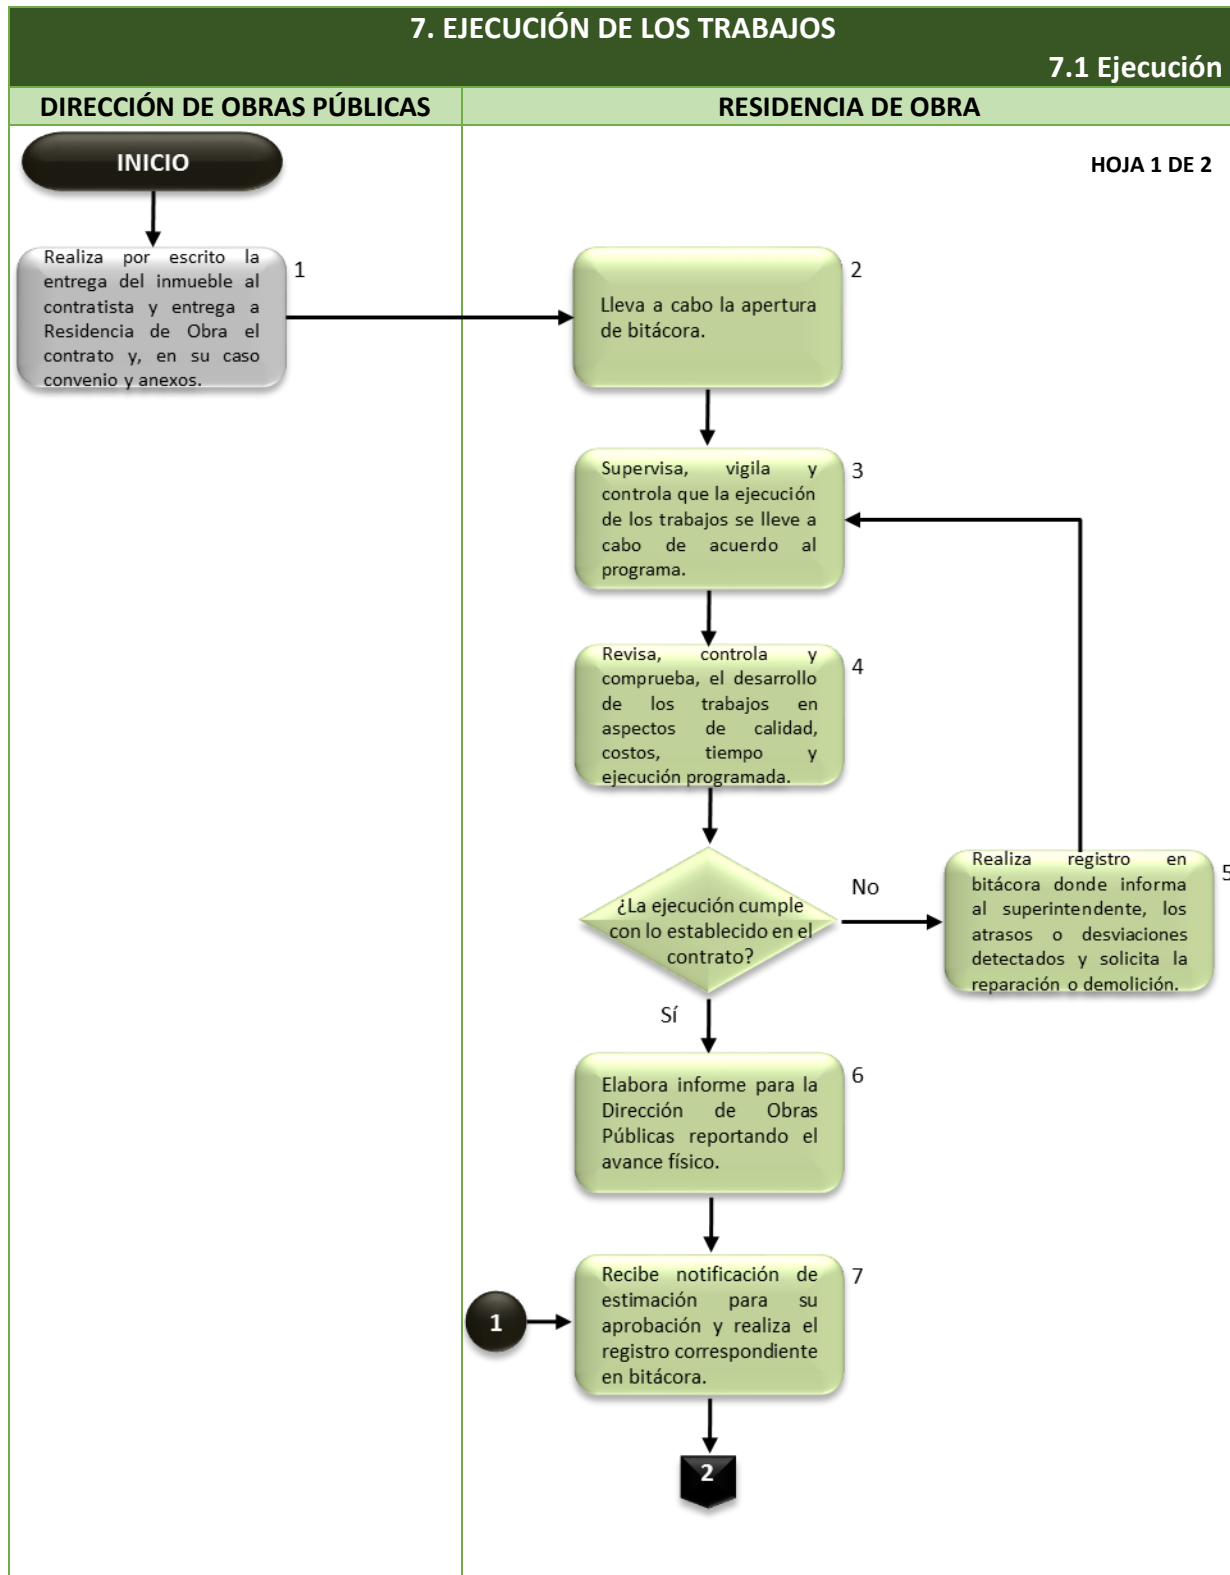 7. EJECUCIÓN DE LOS TRABAJOS
7.1 Ejecución
DIRECCIÓN DE OBRAS PÚBLICAS
RESIDENCIA DE OBRA
INICIO
HOJA 1 DE 2
Realiza por escrito la
entrega del inmueble al
contratista y entrega a
Residencia de Obra el
contrato y, en su caso
convenio y anexos.
1
Lleva a cabo la apertura
de bitácora.
2
Supervisa, vigila y
controla que la ejecución
de los trabajos se lleve a
cabo de acuerdo al
programa.
3
Revisa, controla y
comprueba, el desarrollo
de los trabajos en
aspectos de calidad,
costos, tiempo y
ejecución programada.
4
¿La ejecución cumple
con lo establecido en el
contrato?
No
Realiza registro en
bitácora donde informa
al superintendente, los
atrasos o desviaciones
detectados y solicita la
reparación o demolición.
5
Sí
Elabora informe para la
Dirección de Obras
Públicas reportando el
avance físico.
6
1
Recibe notificación de
estimación para su
aprobación y realiza el
registro correspondiente
en bitácora.
7
2